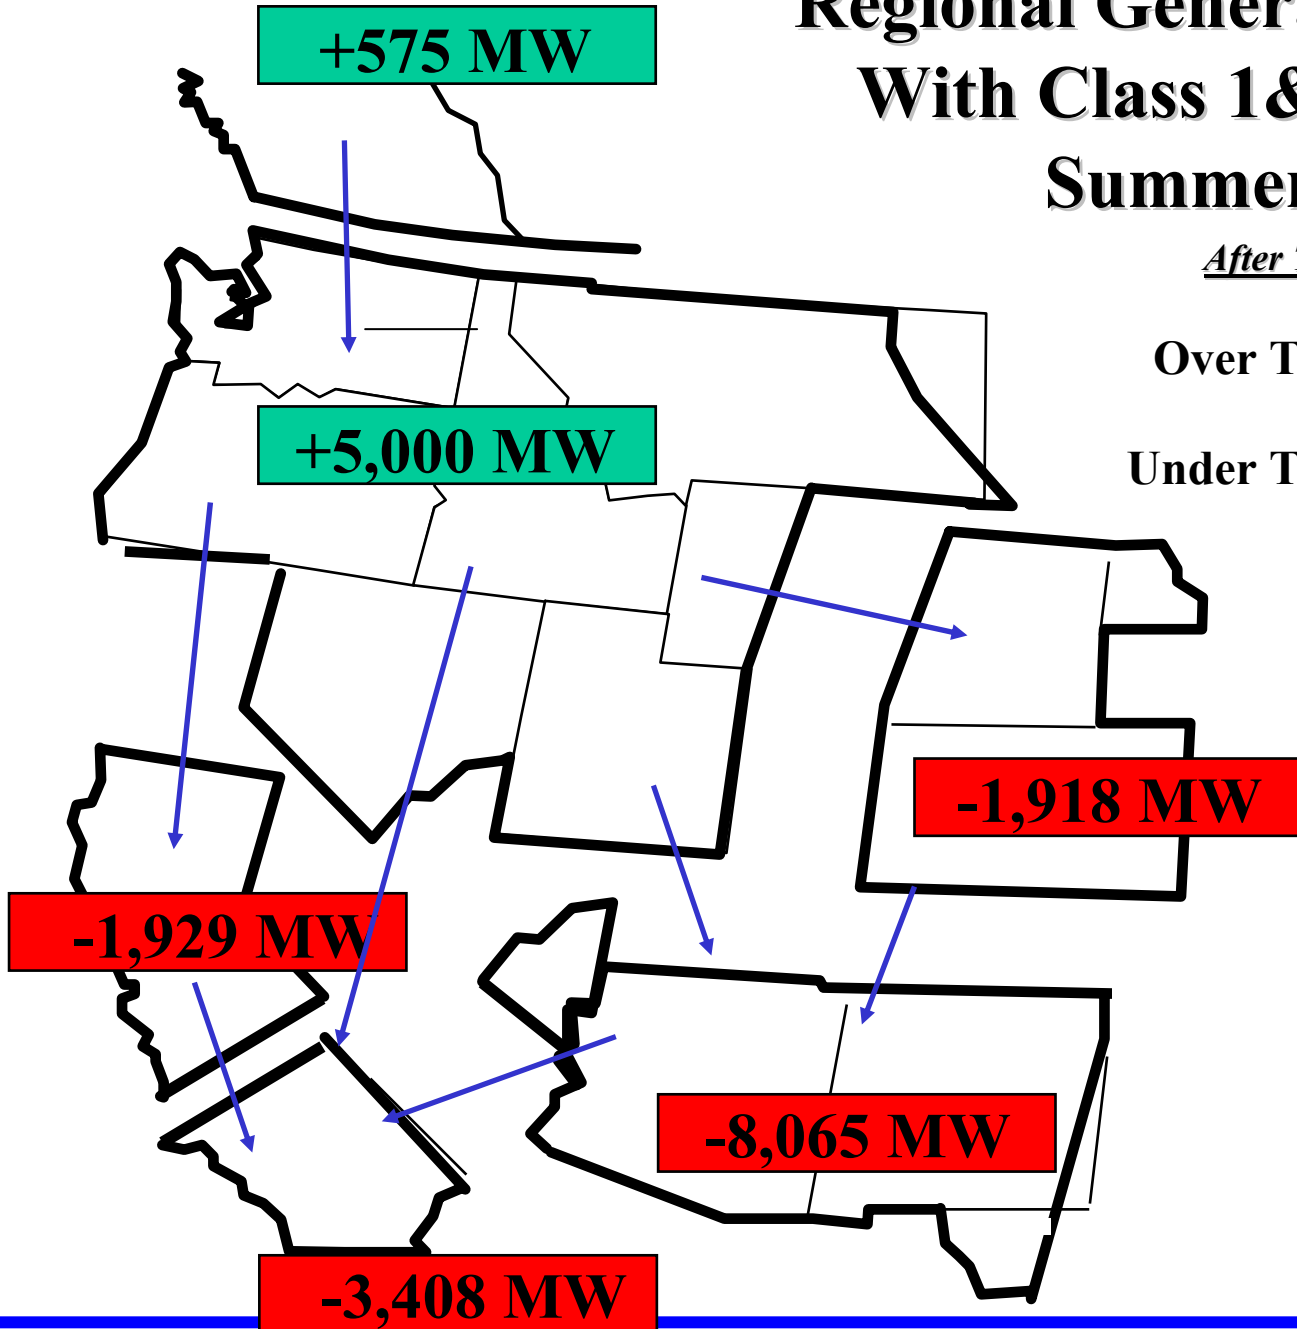 Regional Gener
With Class 1&
Summer
After
Over T
Under T
+575 MW
+5,000 MW
-1,918 MW
-1,929 MW
-8,065 MW
-3,408 MW